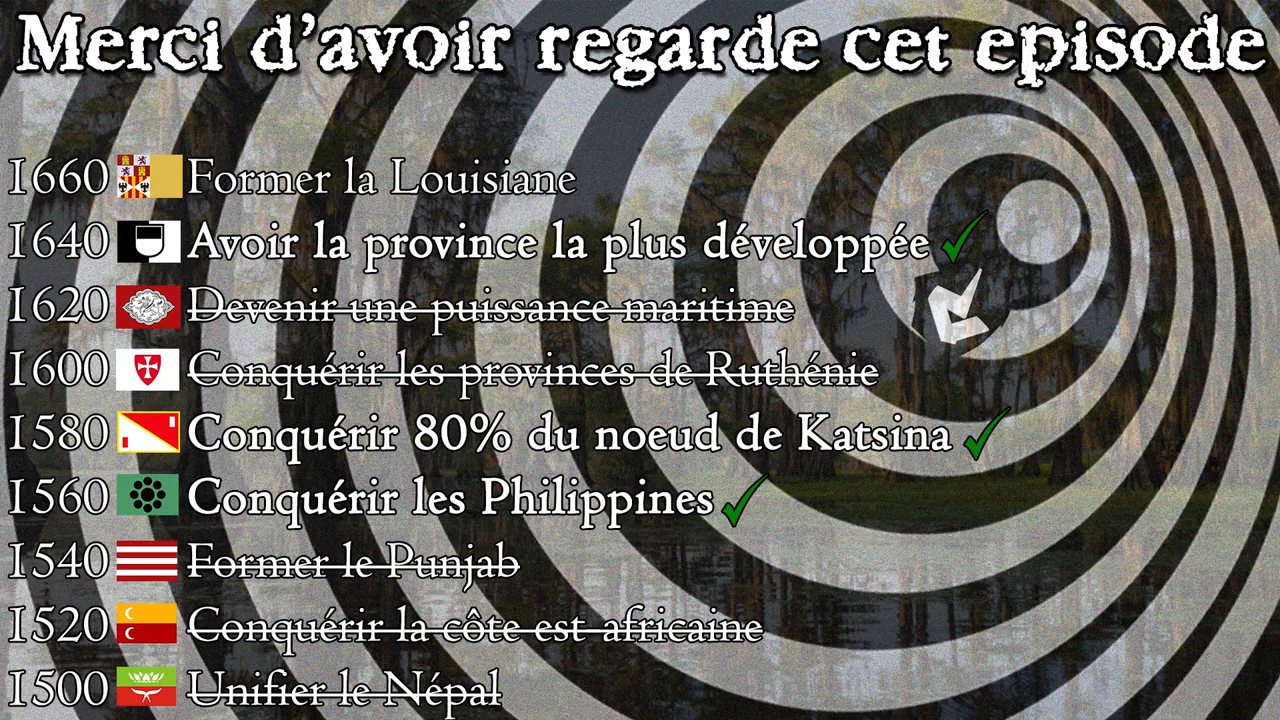 Merci d'avoir regarde cet episode
1660 Former la Louisiane
1640 Avoir la province la plus développée
1620 Devenir une puissance maritime
1600 Conquérir les provinces de Ruthénie
1580 Conquérir 80% du noeud de Katsina
1560 Conquérir les Philippines
1540 Former le Punjab
1520 Conquérir la côte est africaine
1500 Unifier le Népal